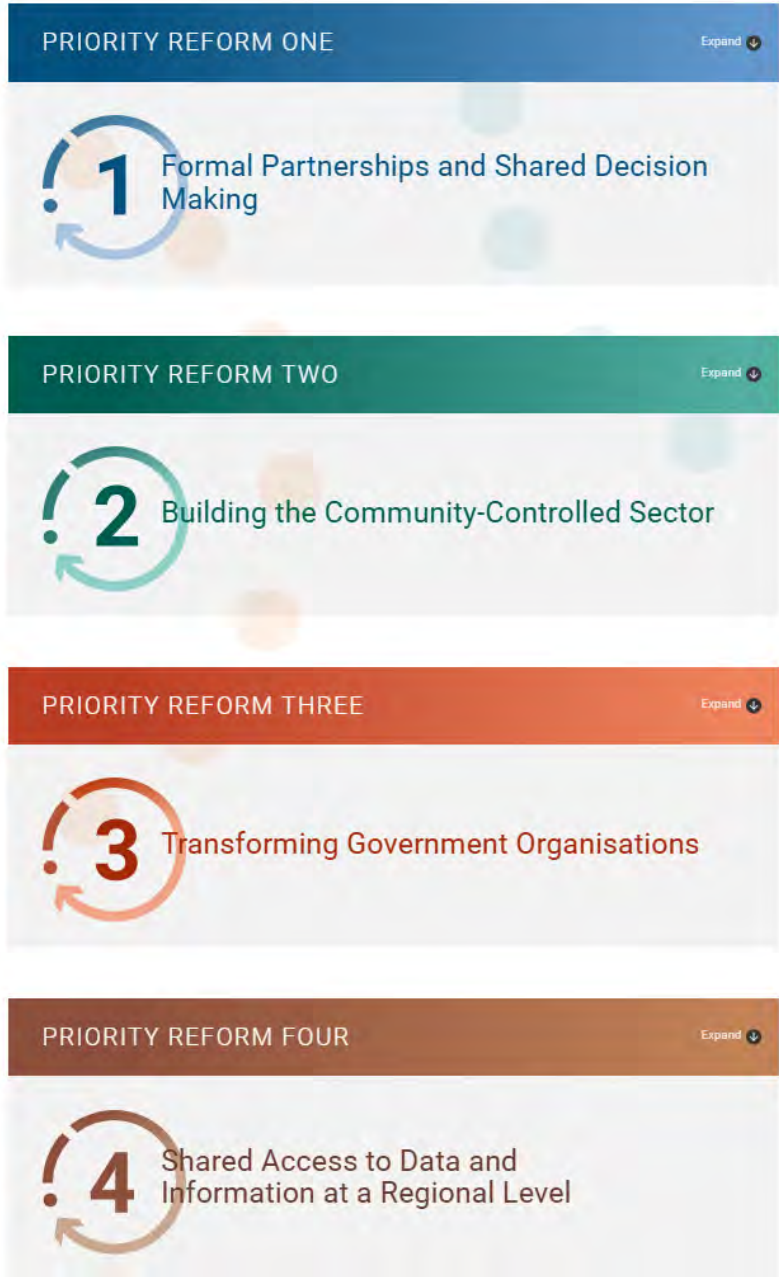 PRIORITY REFORM ONE
Expand
1
Formal Partnerships and Shared Decision
Making
PRIORITY REFORM TWO
Expand
2
Building the Community-Controlled Sector
PRIORITY REFORM THREE
Expand
3
Transforming Government Organisations
PRIORITY REFORM FOUR
Expand
4
Shared Access to Data and
Information at a Regional Level